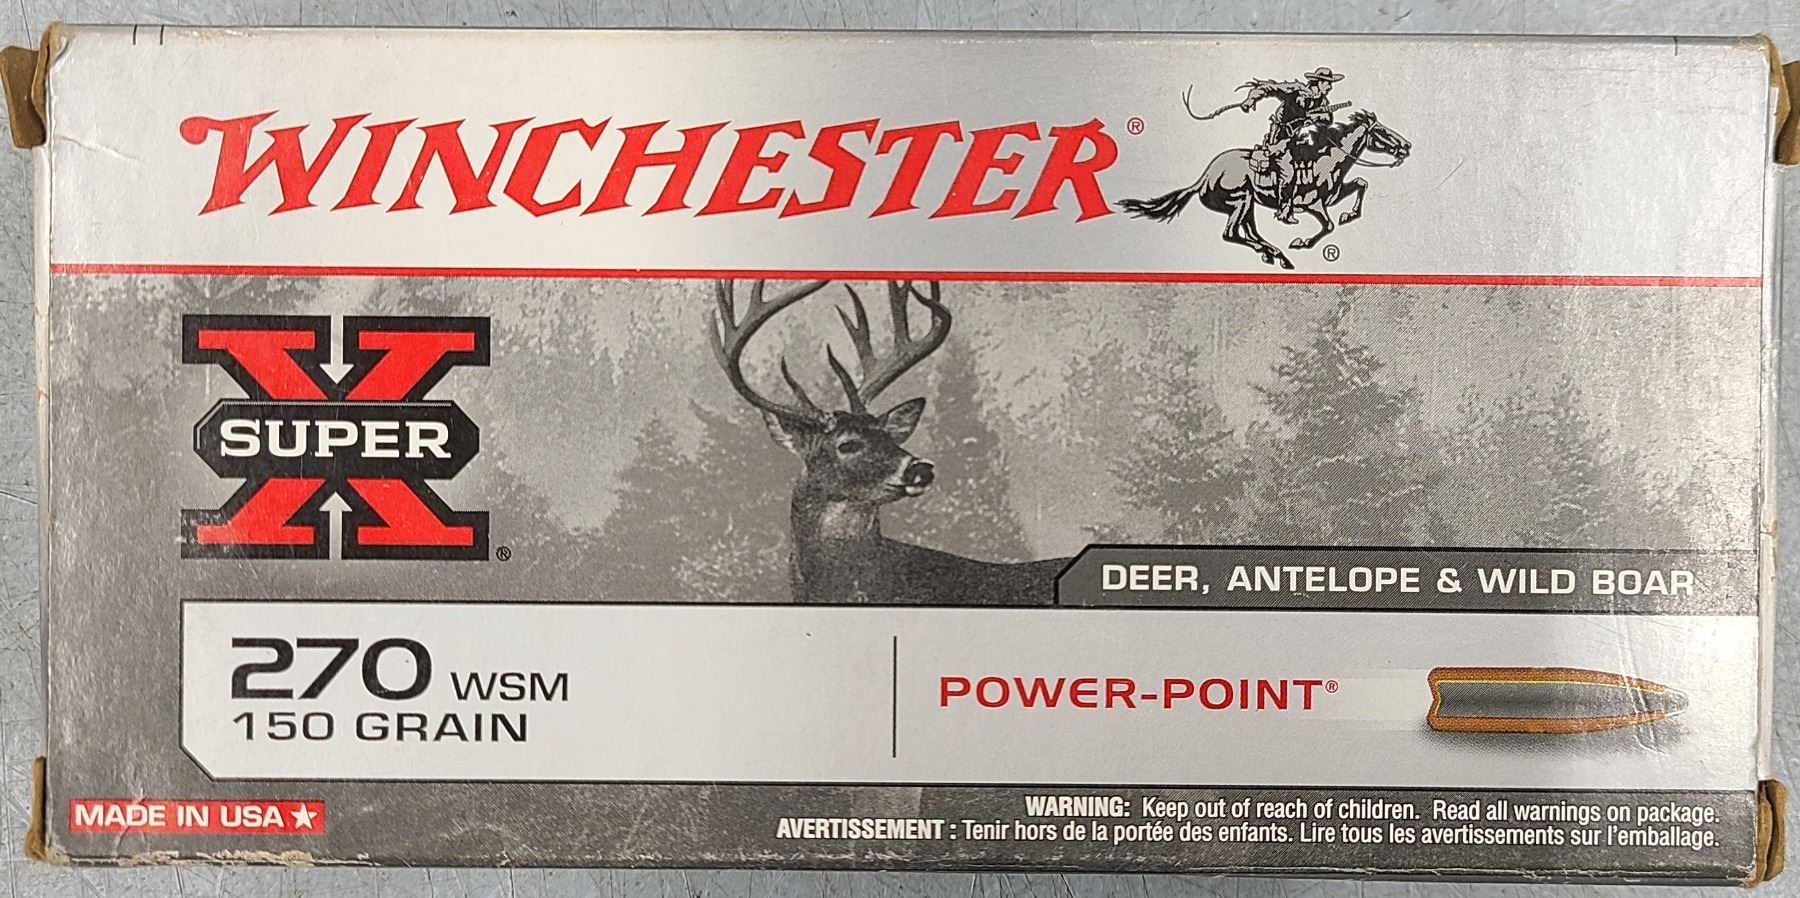 WINCHESTER®
®
X
SUPER
®
DEER, ANTELOPE & WILD BOAR
270 WSM
150 GRAIN
POWER-POINT®
MADE IN USA★
WARNING: Keep out of reach of children. Read all warnings on package.
AVERTISSEMENT : Tenir hors de la portée des enfants. Lire tous les avertissements sur l'emballage.